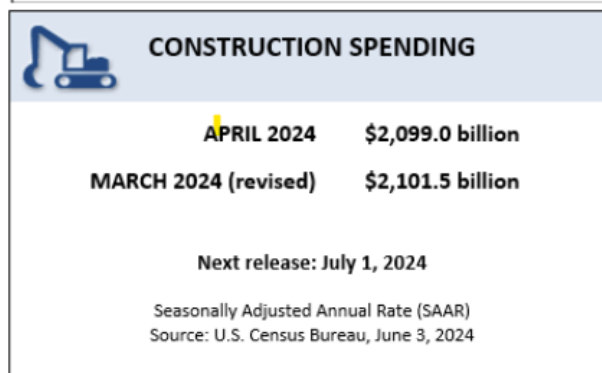 CONSTRUCTION SPENDING
APRIL 2024 $2,099.0 billion
MARCH 2024 (revised) $2,101.5 billion
Next release: July 1, 2024
Seasonally Adjusted Annual Rate (SAAR)
Source: U.S. Census Bureau, June 3, 2024